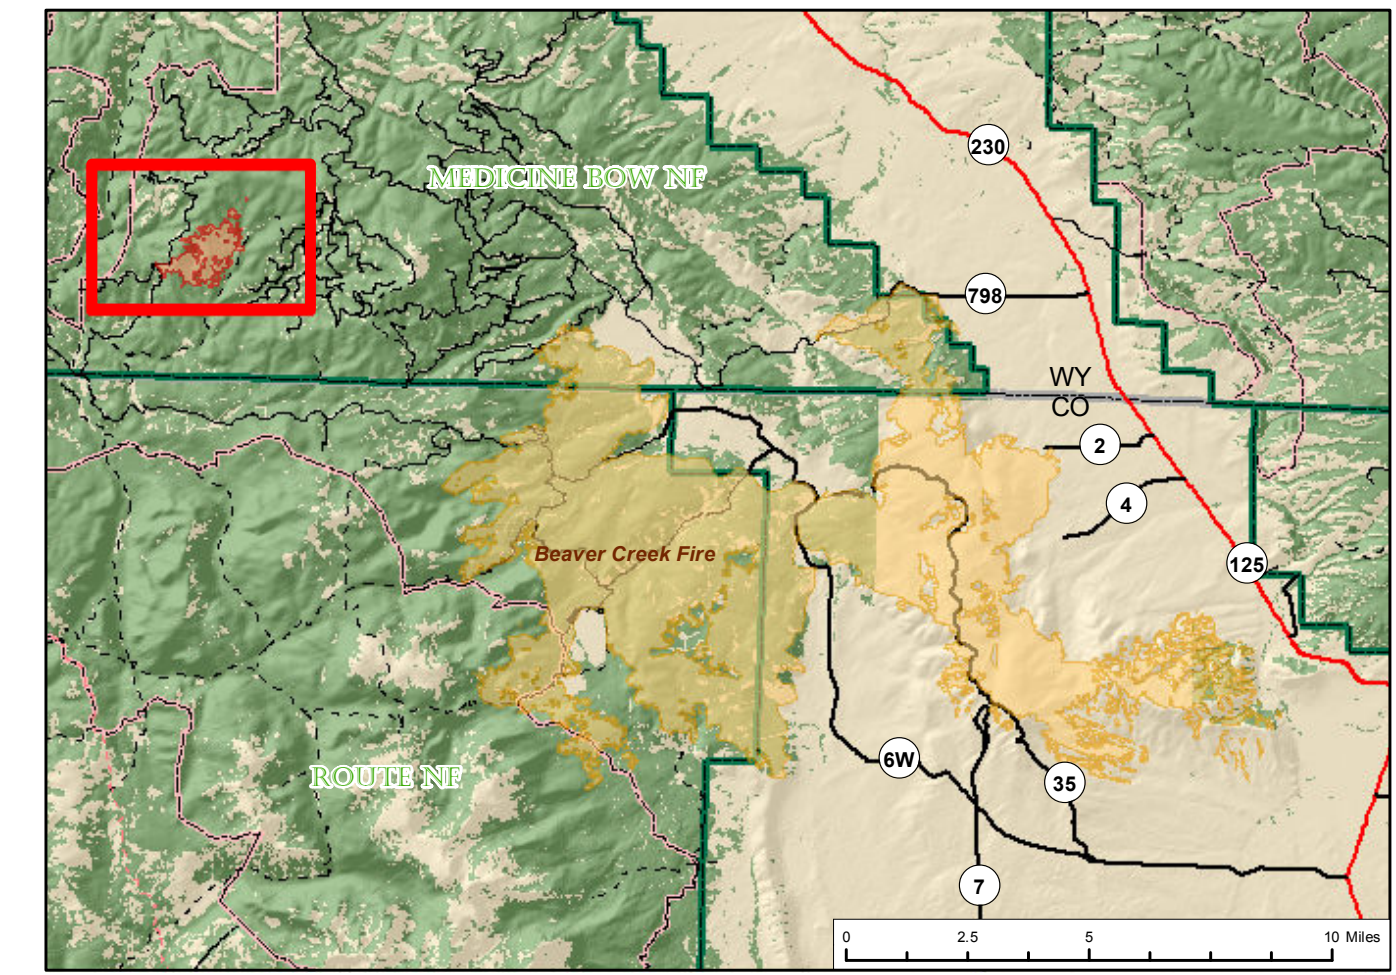 230
MEDICINE BOW NF
798
WY
CO
2
4
Beaver Creek Fire
125
6W
ROUTE NF
35
7
0 2.5 5 10 Miles